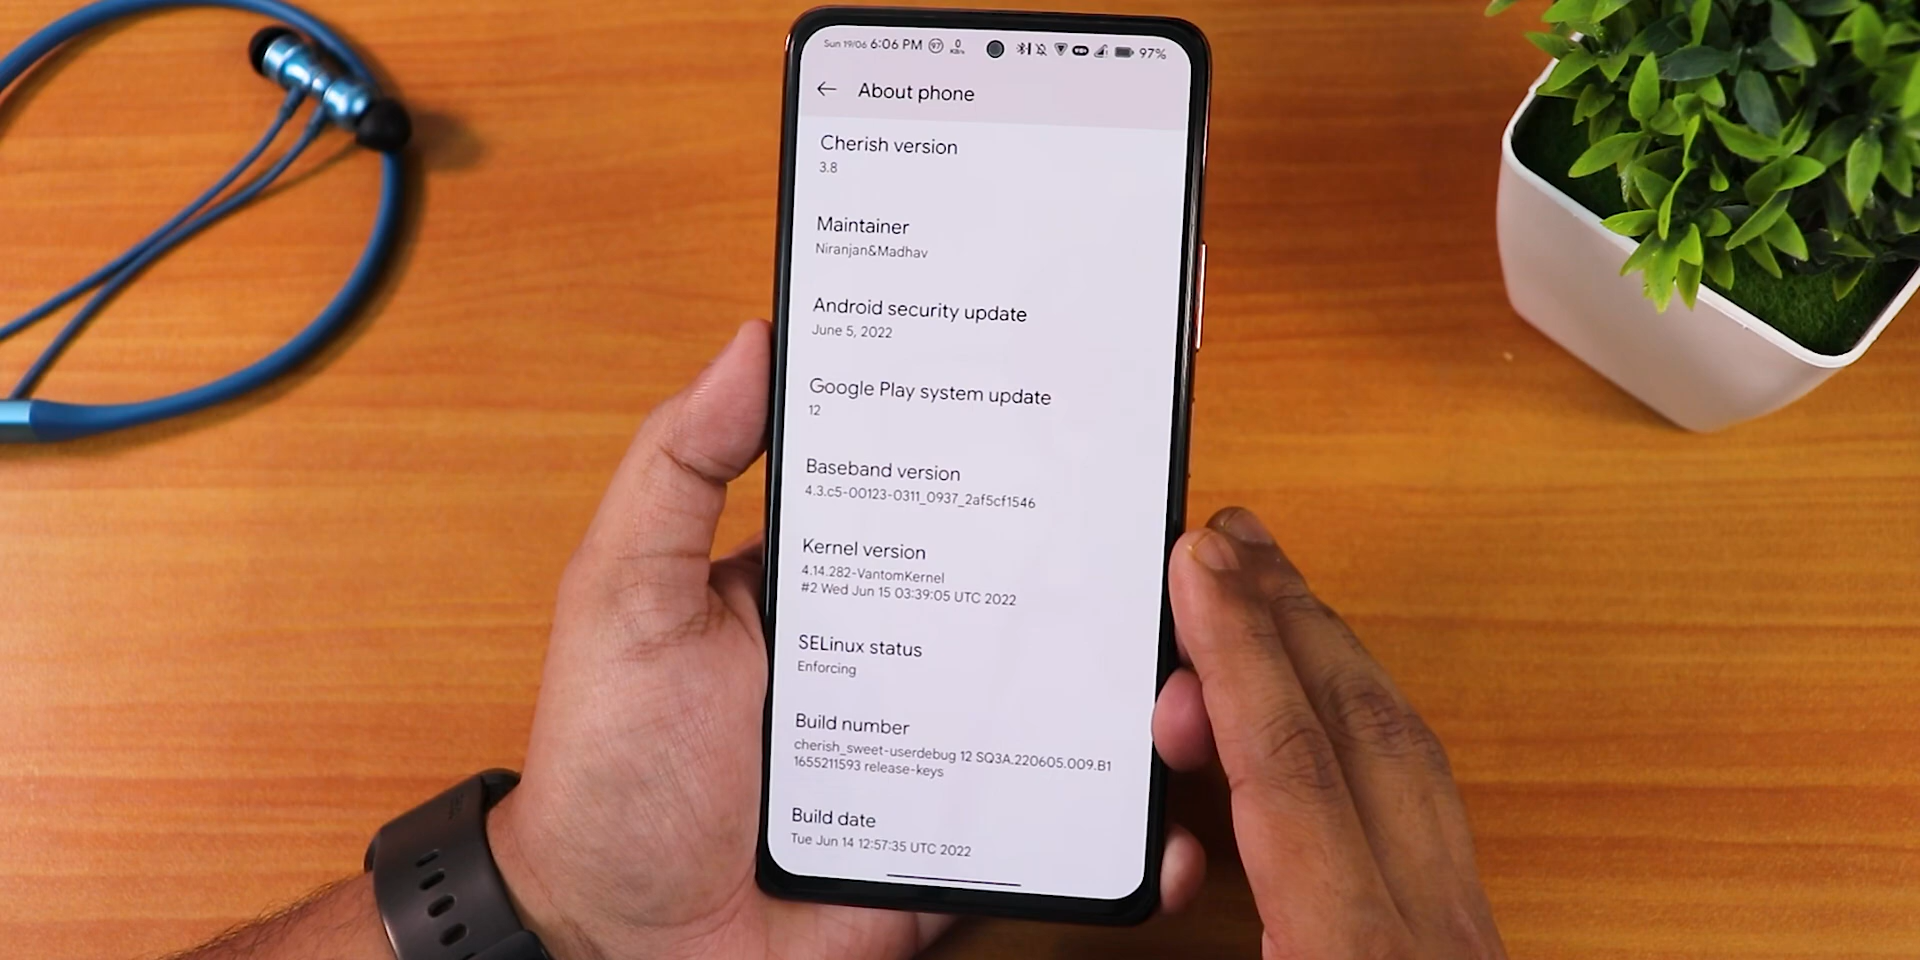 Sun 19/06 6:06 PM 97 0 KB/s 97%
About phone
Cherish version
3.8
Maintainer
Niranjan&Madhav
Android security update
June 5, 2022
Google Play system update
12
Baseband version
4.3.c5-00123-0311_0937_2af5cf1546
Kernel version
4.14.282-VantomKernel
#2 Wed Jun 15 03:39:05 UTC 2022
SELinux status
Enforcing
Build number
cherish_sweet-userdebug 12 SQ3A.220605.009.B1
1655211593 release-keys
Build date
Tue Jun 14 12:57:35 UTC 2022